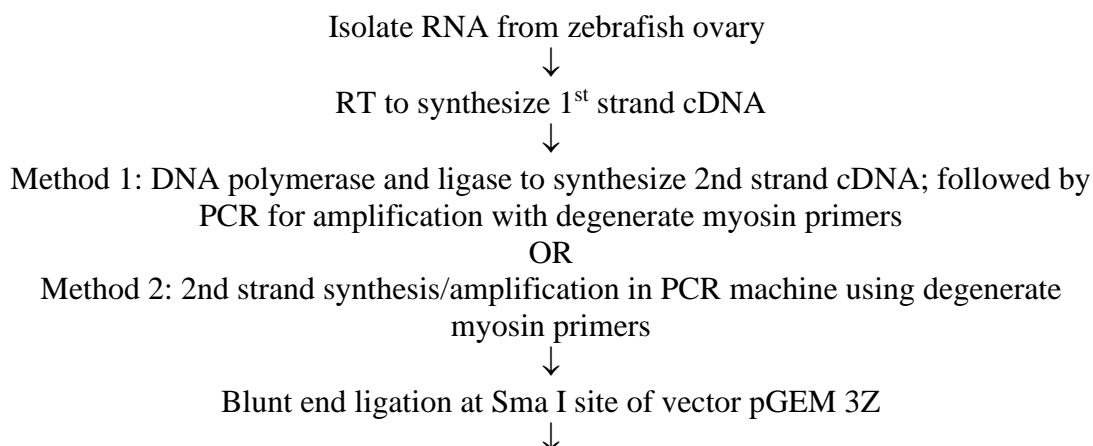 Isolate RNA from zebrafish ovary
↓
RT to synthesize 1st strand cDNA
↓
Method 1: DNA polymerase and ligase to synthesize 2nd strand cDNA; followed by
PCR for amplification with degenerate myosin primers
OR
Method 2: 2nd strand synthesis/amplification in PCR machine using degenerate
myosin primers
↓
Blunt end ligation at Sma I site of vector pGEM 3Z
↓